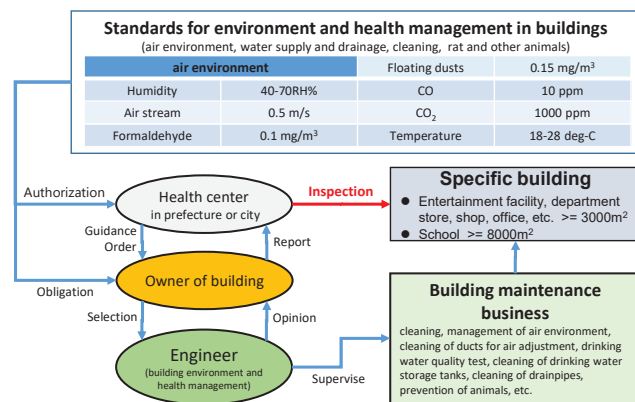 Standards for environment and health management in buildings
(air environment, water supply and drainage, cleaning, rat and other animals)
air environment Floating dusts 0.15 mg/m³
Humidity 40-70RH% CO 10 ppm
Air stream 0.5 m/s CO₂ 1000 ppm
Formaldehyde 0.1 mg/m³ Temperature 18-28 deg-C
Authorization
Health center
in prefecture or city
Inspection
Specific building
● Entertainment facility, department
store, shop, office, etc. >= 3000m²
● School >= 8000m²
Guidance
Order
Report
Obligation
Owner of building
Selection
Opinion
Engineer
(building environment and
health management)
Supervise
Building maintenance
business
cleaning, management of air environment,
cleaning of ducts for air adjustment, drinking
water quality test, cleaning of drinking water
storage tanks, cleaning of drainpipes,
prevention of animals, etc.